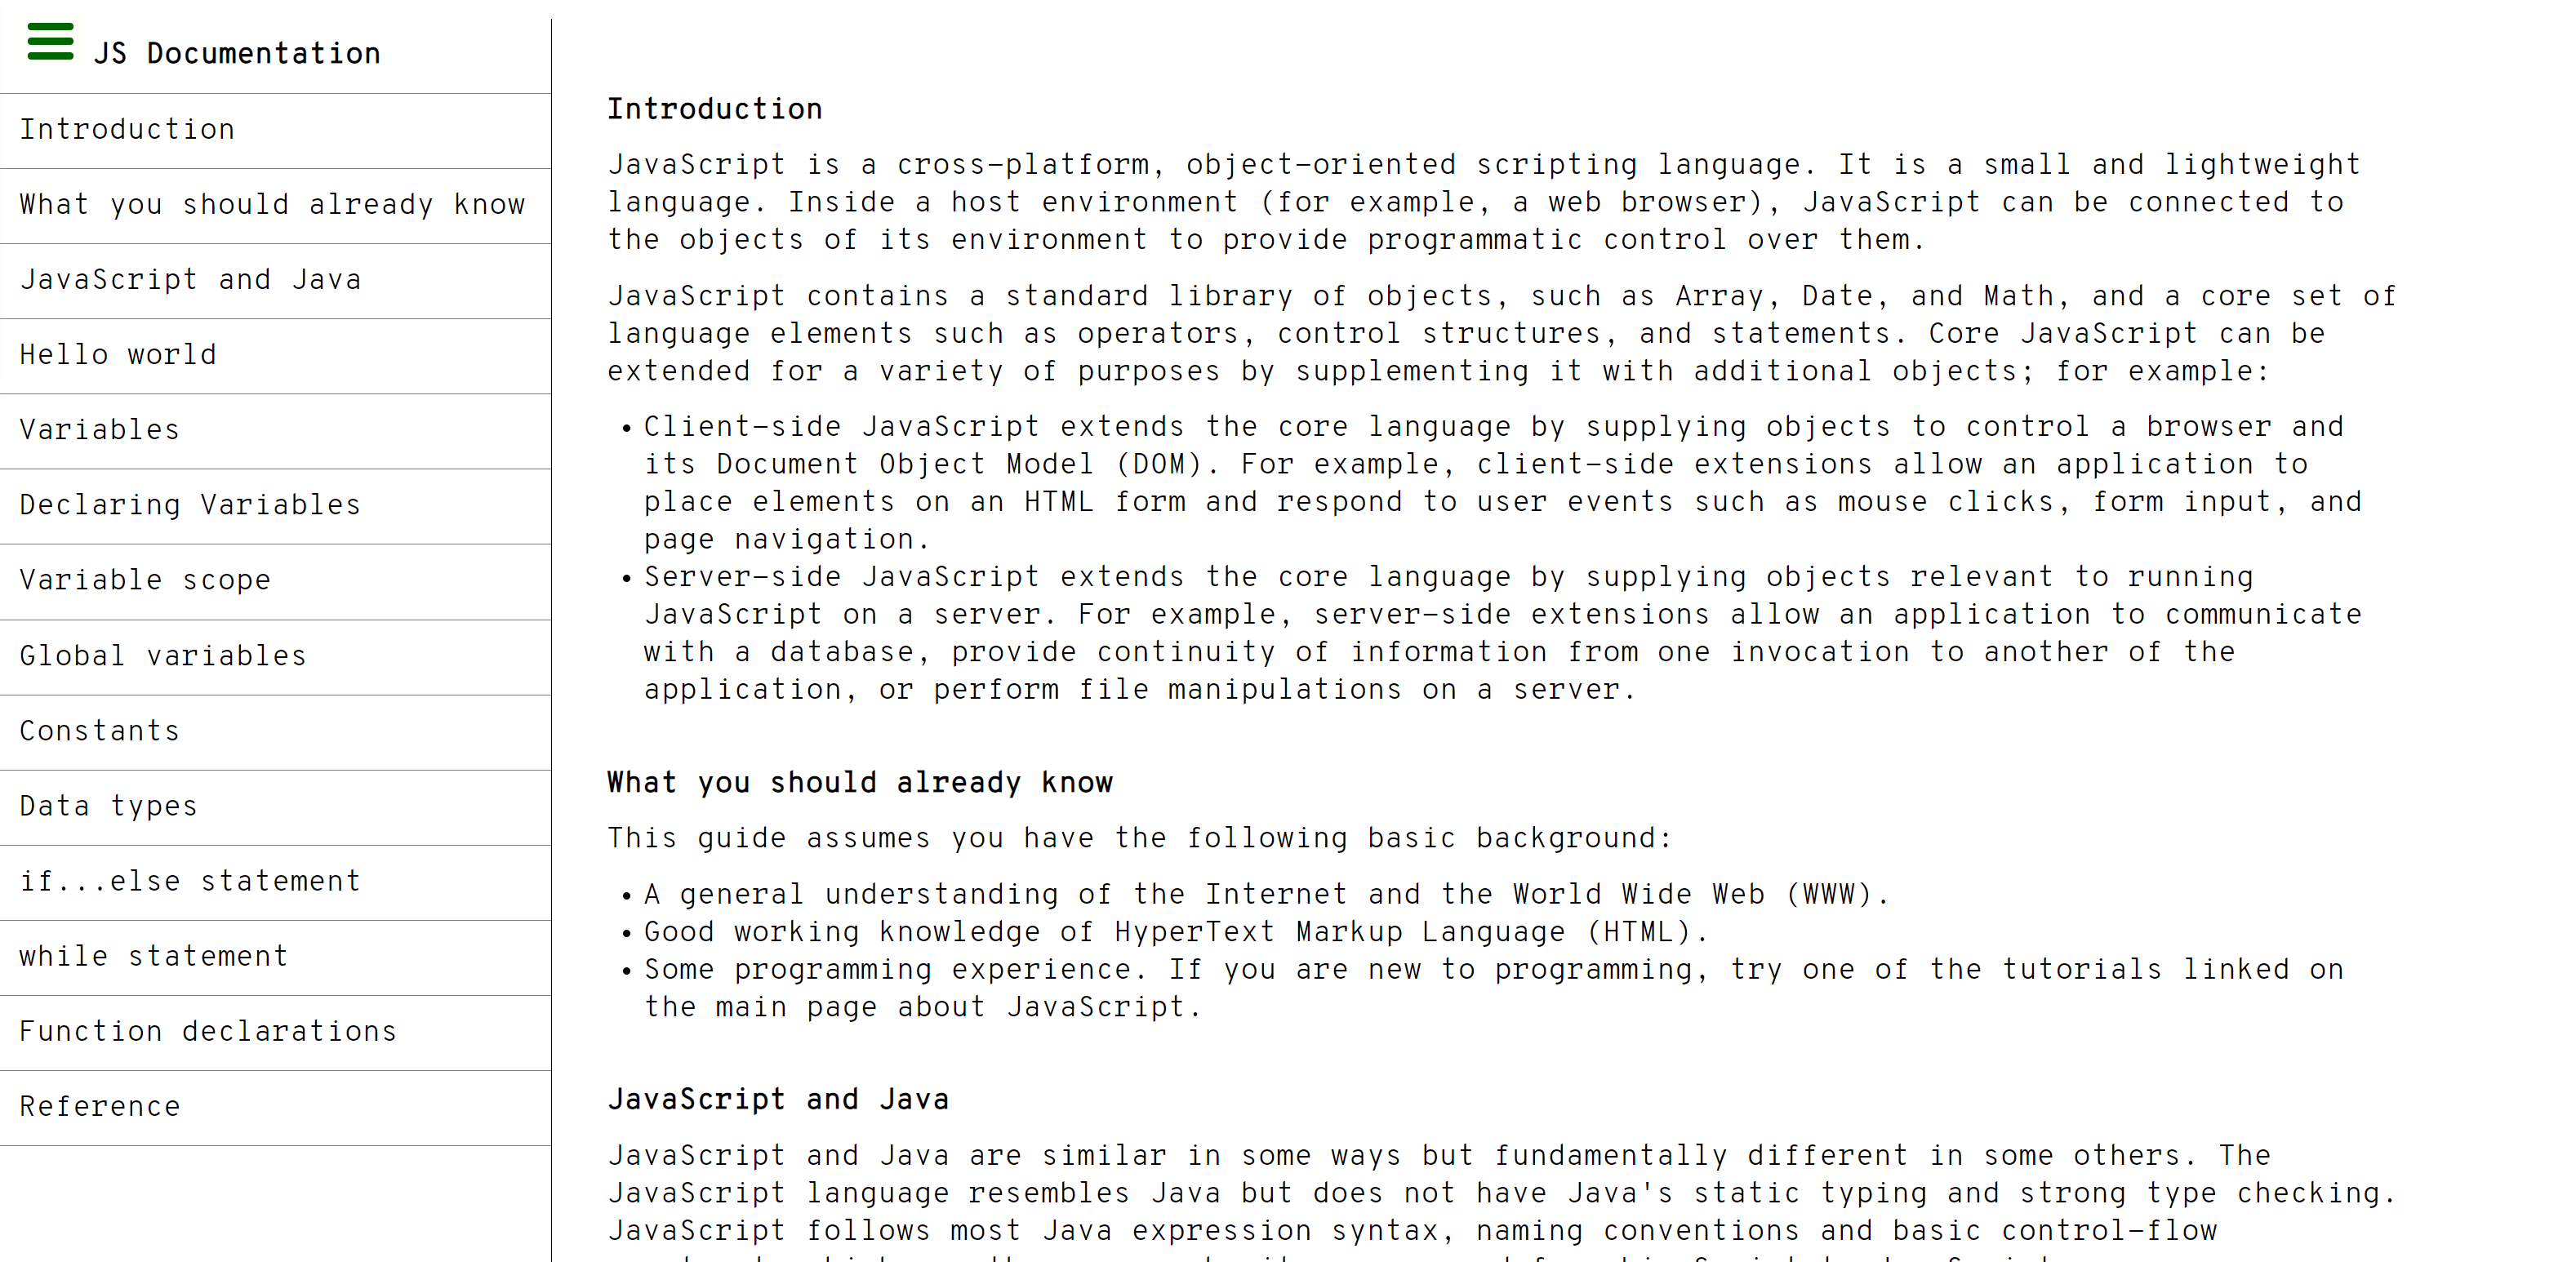 JS Documentation
Introduction
What you should already know
JavaScript and Java
Hello world
Variables
Declaring Variables
Variable scope
Global variables
Constants
Data types
if...else statement
while statement
Function declarations
Reference
Introduction
JavaScript is a cross-platform, object-oriented scripting language. It is a small and lightweight
language. Inside a host environment (for example, a web browser), JavaScript can be connected to
the objects of its environment to provide programmatic control over them.
JavaScript contains a standard library of objects, such as Array, Date, and Math, and a core set of
language elements such as operators, control structures, and statements. Core JavaScript can be
extended for a variety of purposes by supplementing it with additional objects; for example:
• Client-side JavaScript extends the core language by supplying objects to control a browser and
its Document Object Model (DOM). For example, client-side extensions allow an application to
place elements on an HTML form and respond to user events such as mouse clicks, form input, and
page navigation.
• Server-side JavaScript extends the core language by supplying objects relevant to running
JavaScript on a server. For example, server-side extensions allow an application to communicate
with a database, provide continuity of information from one invocation to another of the
application, or perform file manipulations on a server.
What you should already know
This guide assumes you have the following basic background:
• A general understanding of the Internet and the World Wide Web (WWW).
• Good working knowledge of HyperText Markup Language (HTML).
• Some programming experience. If you are new to programming, try one of the tutorials linked on
the main page about JavaScript.
JavaScript and Java
JavaScript and Java are similar in some ways but fundamentally different in some others. The
JavaScript language resembles Java but does not have Java's static typing and strong type checking.
JavaScript follows most Java expression syntax, naming conventions and basic control-flow